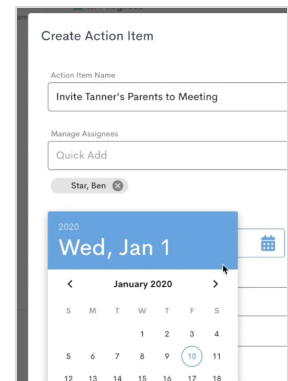 Create Action Item
Action Item Name
Invite Tanner's Parents to Meeting
Manage Assignees
Quick Add
Star, Ben
2020
Wed, Jan 1
January 2020
S M T W T F S
1 2 3 4
5 6 7 8 9 10 11
12 13 14 15 16 17 18